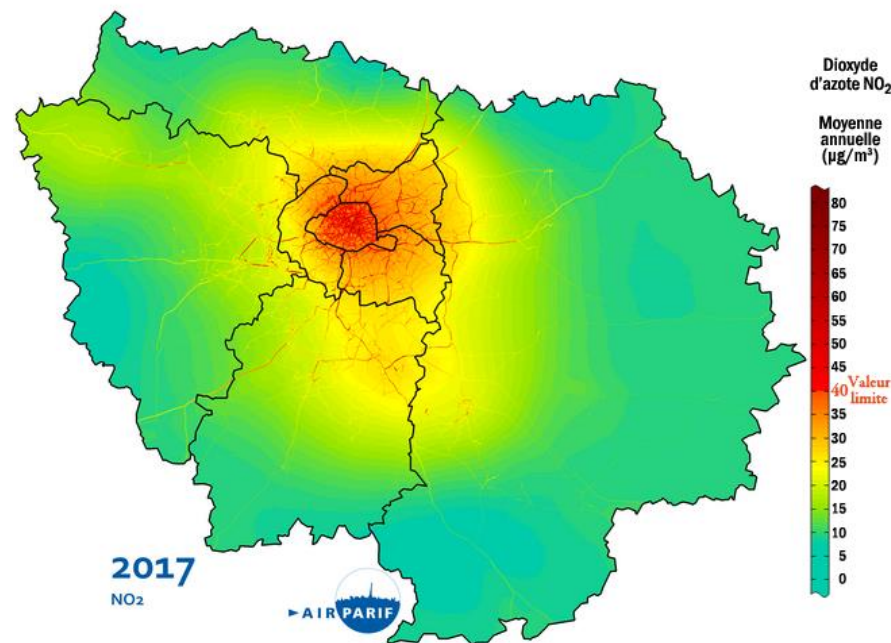 Dioxyde
d'azote NO2
Moyenne
annuelle
(µg/m³)
80
75
70
65
60
55
50
45
40 Valeur
limite
35
30
25
20
15
10
5
0
2017
NO2
AIRPARIF